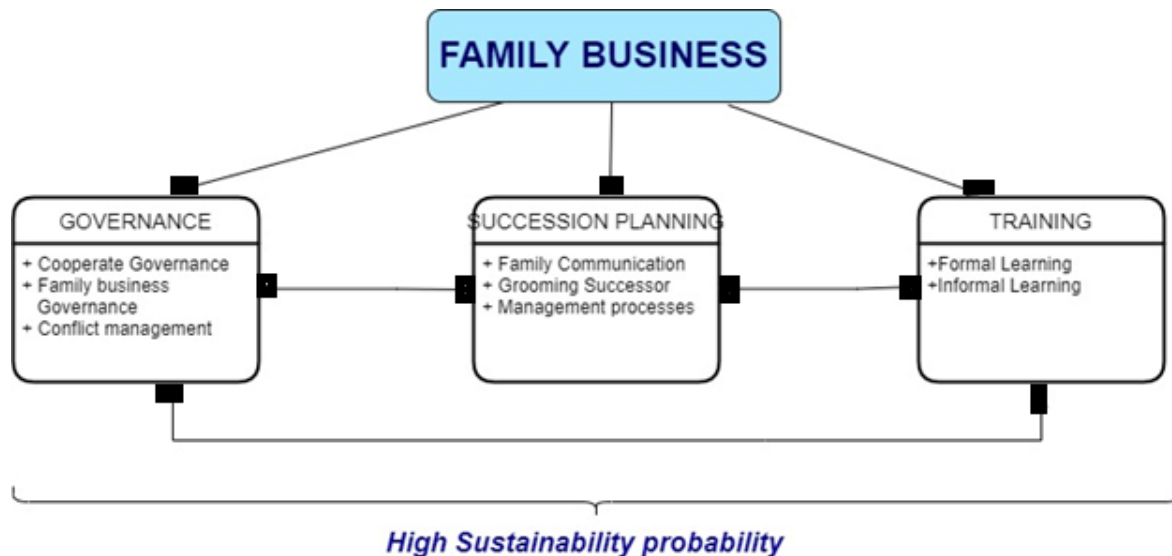 FAMILY BUSINESS
GOVERNANCE
+ Cooperate Governance
+ Family business
Governance
+ Conflict management
SUCCESSION PLANNING
+ Family Communication
+ Grooming Successor
+ Management processes
TRAINING
+Formal Learning
+Informal Learning
High Sustainability probability